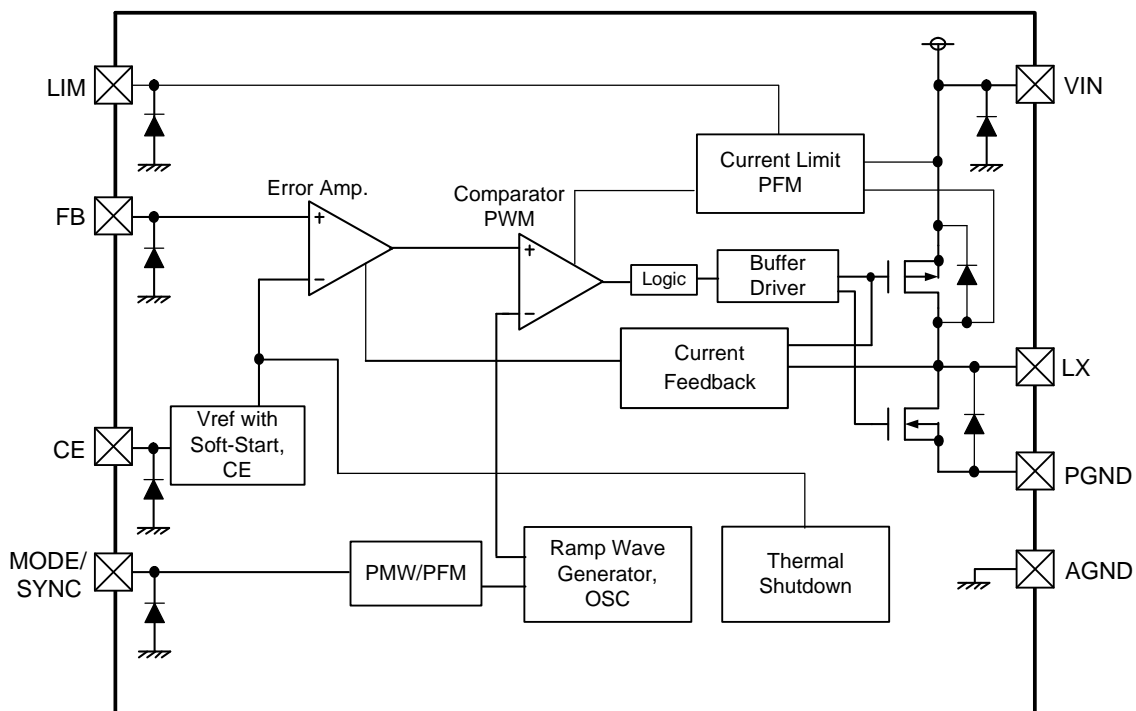 LIM
VIN
Current Limit
PFM
Error Amp.
Comparator
PWM
FB
+
−
+
−
Logic
Buffer
Driver
Current
Feedback
LX
CE
Vref with
Soft-Start,
CE
PGND
MODE/
SYNC
PMW/PFM
Ramp Wave
Generator,
OSC
Thermal
Shutdown
AGND